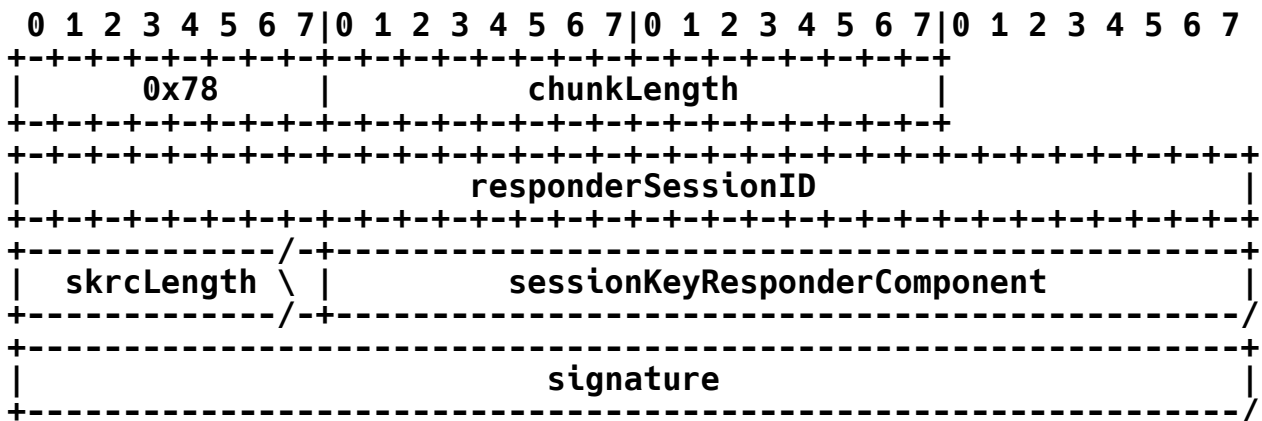 0 1 2 3 4 5 6 7|0 1 2 3 4 5 6 7|0 1 2 3 4 5 6 7|0 1 2 3 4 5 6 7
+-+-+-+-+-+-+-+-+-+-+-+-+-+-+-+-+-+-+-+-+-+-+-+-+
|      0x78     |          chunkLength          |
+-+-+-+-+-+-+-+-+-+-+-+-+-+-+-+-+-+-+-+-+-+-+-+-+
+-+-+-+-+-+-+-+-+-+-+-+-+-+-+-+-+-+-+-+-+-+-+-+-+-+-+-+-+-+-+-+-+
|                       responderSessionID                      |
+-+-+-+-+-+-+-+-+-+-+-+-+-+-+-+-+-+-+-+-+-+-+-+-+-+-+-+-+-+-+-+-+
+-------------/-+-----------------------------------------------+
|  skrcLength \ |         sessionKeyResponderComponent          |
+-------------/-+-----------------------------------------------/
+---------------------------------------------------------------+
|                           signature                           |
+---------------------------------------------------------------/